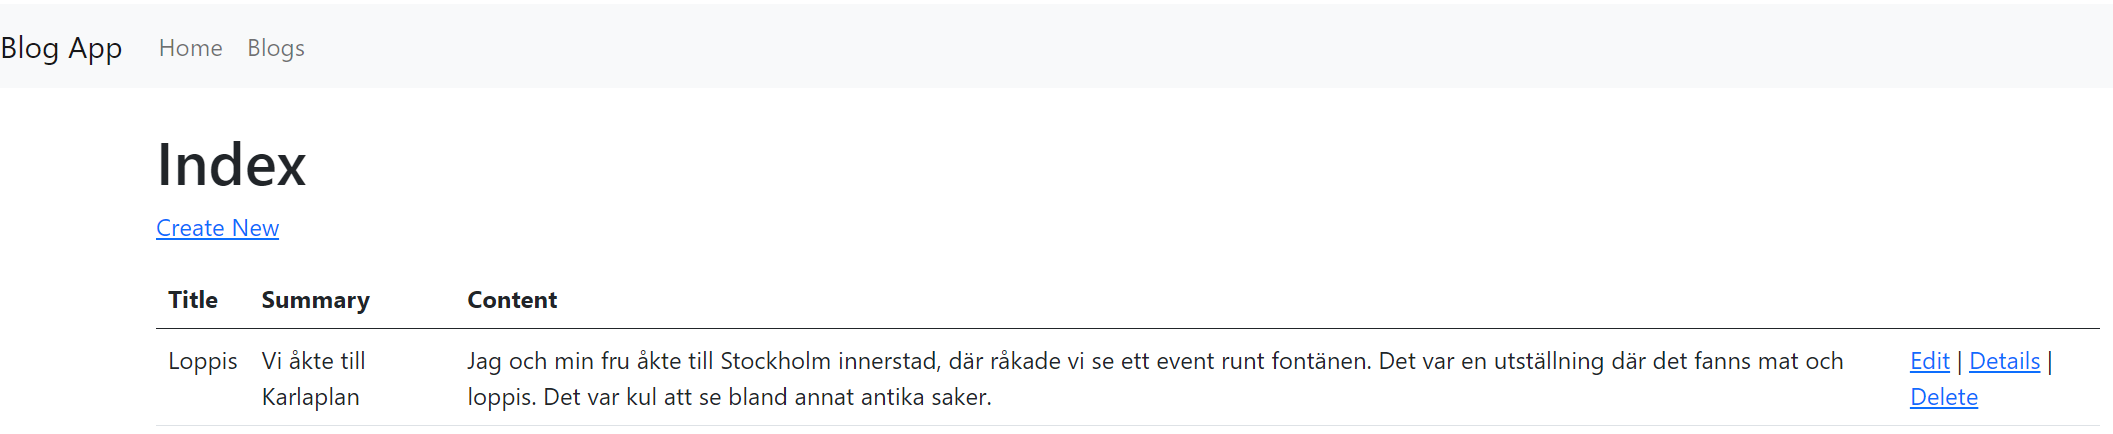 Blog App Home Blogs
Index
Create New
Title Summary Content
Loppis Vi åkte till Jag och min fru åkte till Stockholm innerstad, där råkade vi se ett event runt fontänen. Det var en utställning där det fanns mat och Edit | Details |
Karlaplan loppis. Det var kul att se bland annat antika saker. Delete